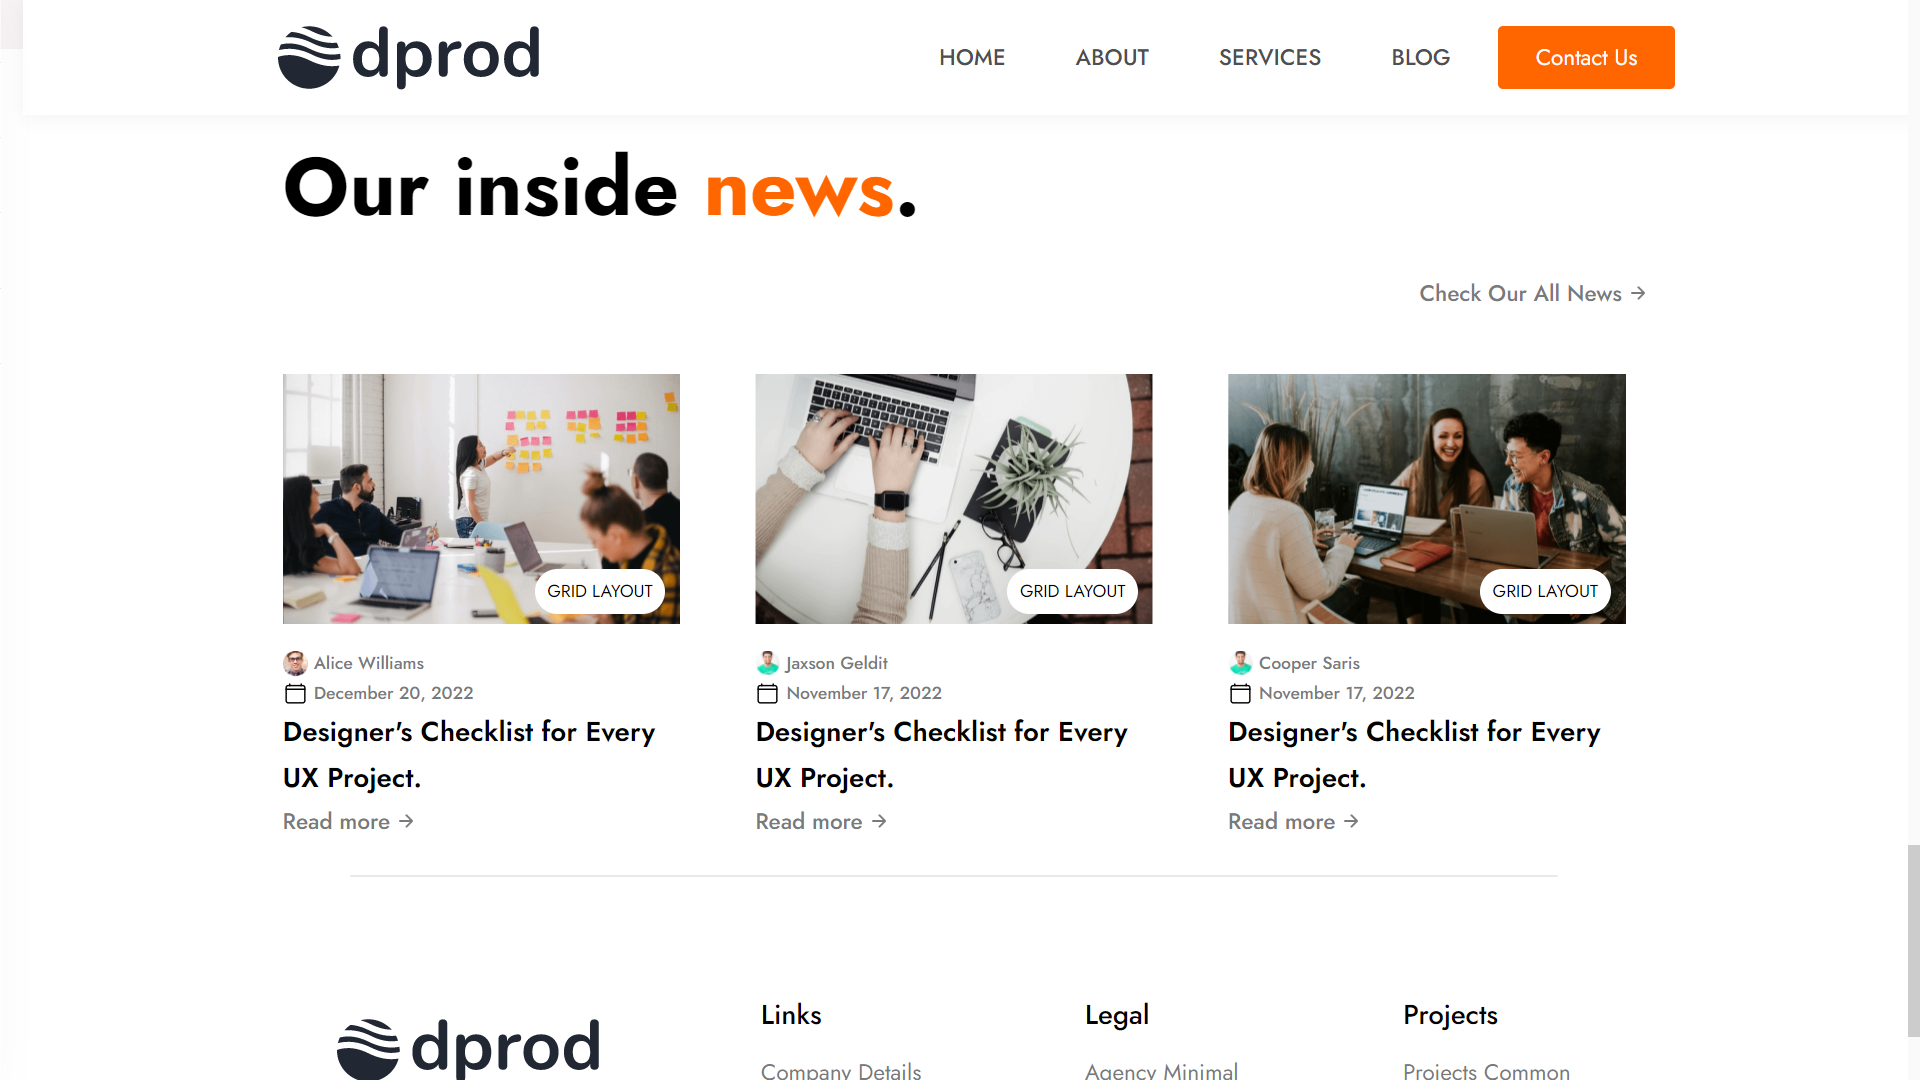 dprod
HOME
ABOUT
SERVICES
BLOG
Contact Us
Our inside news.
Check Our All News →
GRID LAYOUT
GRID LAYOUT
GRID LAYOUT
Alice Williams
December 20, 2022
Designer's Checklist for Every
UX Project.
Read more →
Jaxson Geldit
November 17, 2022
Designer's Checklist for Every
UX Project.
Read more →
Cooper Saris
November 17, 2022
Designer's Checklist for Every
UX Project.
Read more →
dprod
Links
Company Details
Legal
Agency Minimal
Projects
Projects Common